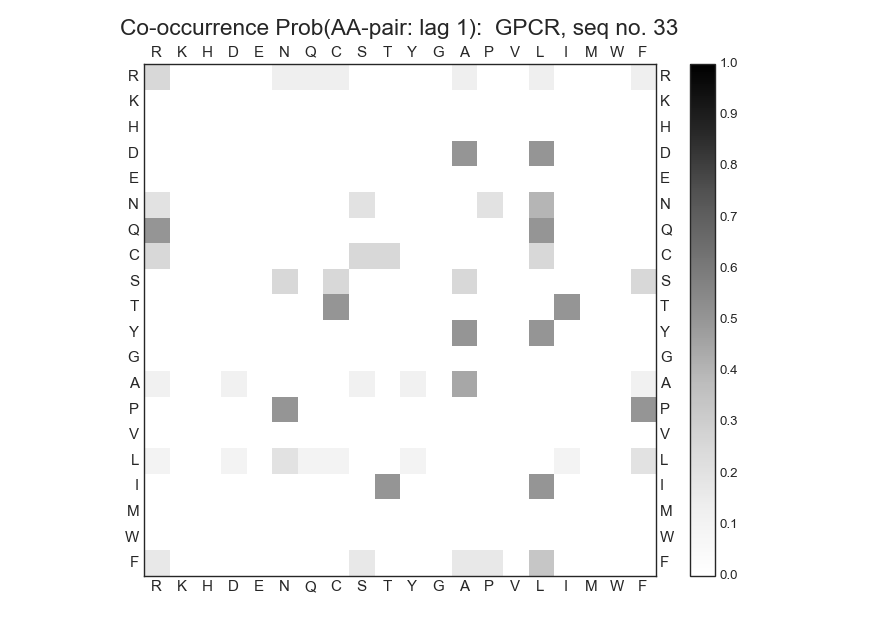 Co-occurrence Prob(AA-pair: lag 1):  GPCR, seq no. 33
R K H D E N Q C S T Y G A P V L I M W F
R R
K K
H H
D D
E E
N N
Q Q
C C
S S
T T
Y Y
G G
A A
P P
V V
L L
I I
M M
W W
F F
R K H D E N Q C S T Y G A P V L I M W F
1.0
0.9
0.8
0.7
0.6
0.5
0.4
0.3
0.2
0.1
0.0